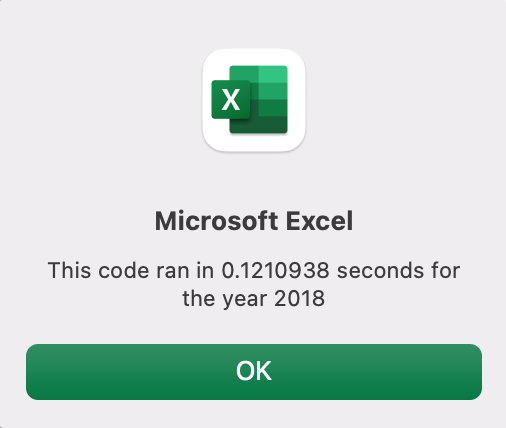 X
Microsoft Excel
This code ran in 0.1210938 seconds for
the year 2018
OK